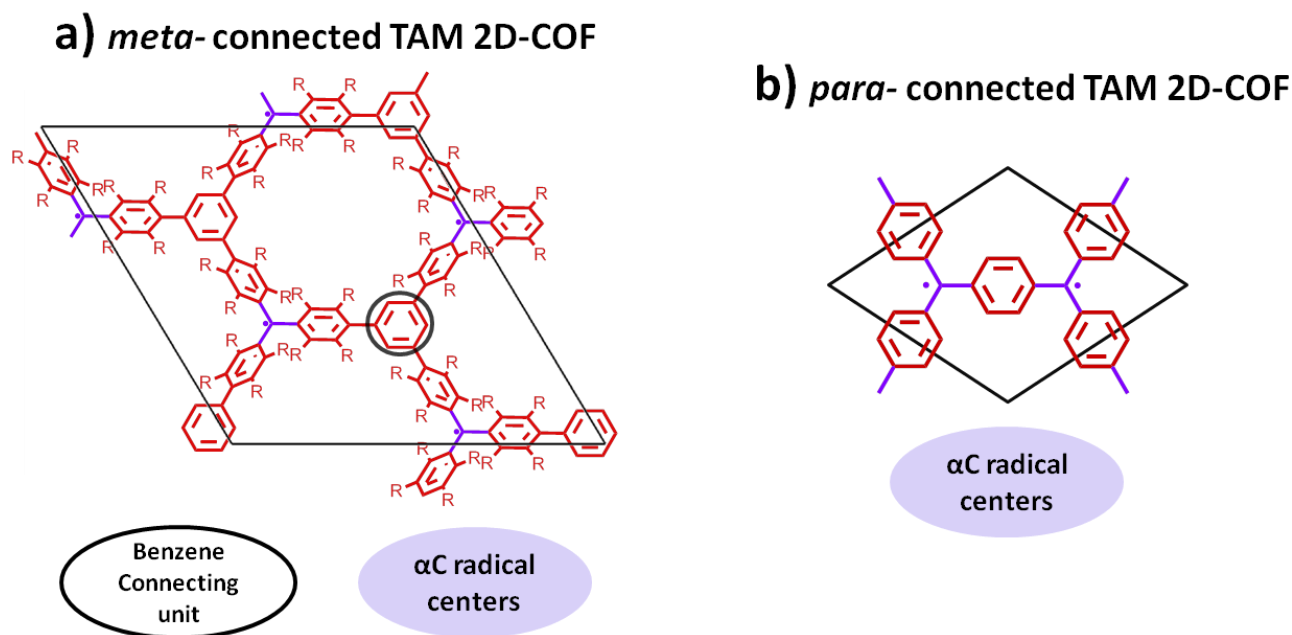 a) meta- connected TAM 2D-COF
b) para- connected TAM 2D-COF
R R
R R
R
R R
R R R R
R R R
R R
R R R
R R
R R R
R R
R R
R R R
R R
R R
R R
R R
R R
R R
R R
R
Benzene
Connecting
unit
αC radical
centers
αC radical
centers